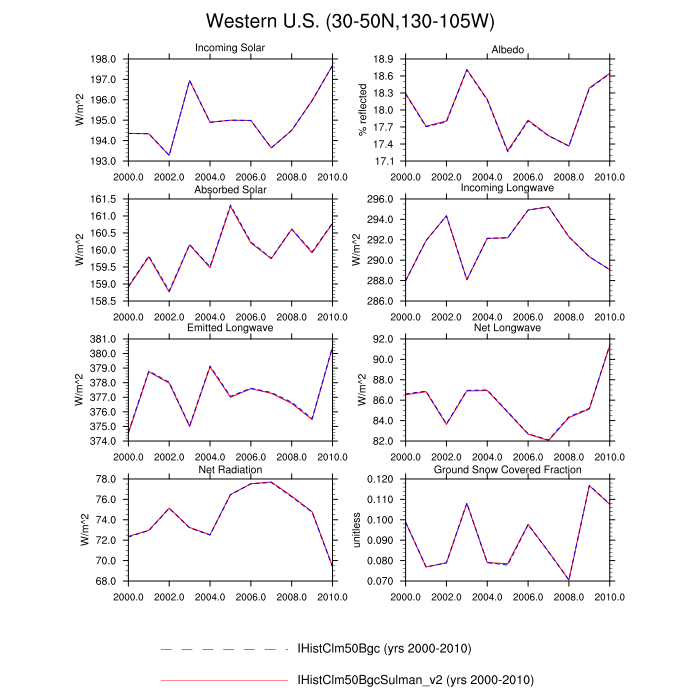 Western U.S. (30-50N,130-105W)
Incoming Solar
W/m^2
198.0
197.0
196.0
195.0
194.0
193.0
2000.0 2002.0 2004.0 2006.0 2008.0 2010.0
Albedo
% reflected
18.9
18.6
18.3
18.0
17.7
17.4
17.1
2000.0 2002.0 2004.0 2006.0 2008.0 2010.0
Absorbed Solar
W/m^2
161.5
161.0
160.5
160.0
159.5
159.0
158.5
2000.0 2002.0 2004.0 2006.0 2008.0 2010.0
Incoming Longwave
W/m^2
296.0
294.0
292.0
290.0
288.0
286.0
2000.0 2002.0 2004.0 2006.0 2008.0 2010.0
Emitted Longwave
W/m^2
381.0
380.0
379.0
378.0
377.0
376.0
375.0
374.0
2000.0 2002.0 2004.0 2006.0 2008.0 2010.0
Net Longwave
W/m^2
92.0
90.0
88.0
86.0
84.0
82.0
2000.0 2002.0 2004.0 2006.0 2008.0 2010.0
Net Radiation
W/m^2
78.0
76.0
74.0
72.0
70.0
68.0
2000.0 2002.0 2004.0 2006.0 2008.0 2010.0
Ground Snow Covered Fraction
unitless
0.120
0.110
0.100
0.090
0.080
0.070
2000.0 2002.0 2004.0 2006.0 2008.0 2010.0
IHistClm50Bgc (yrs 2000-2010)
IHistClm50BgcSulman_v2 (yrs 2000-2010)